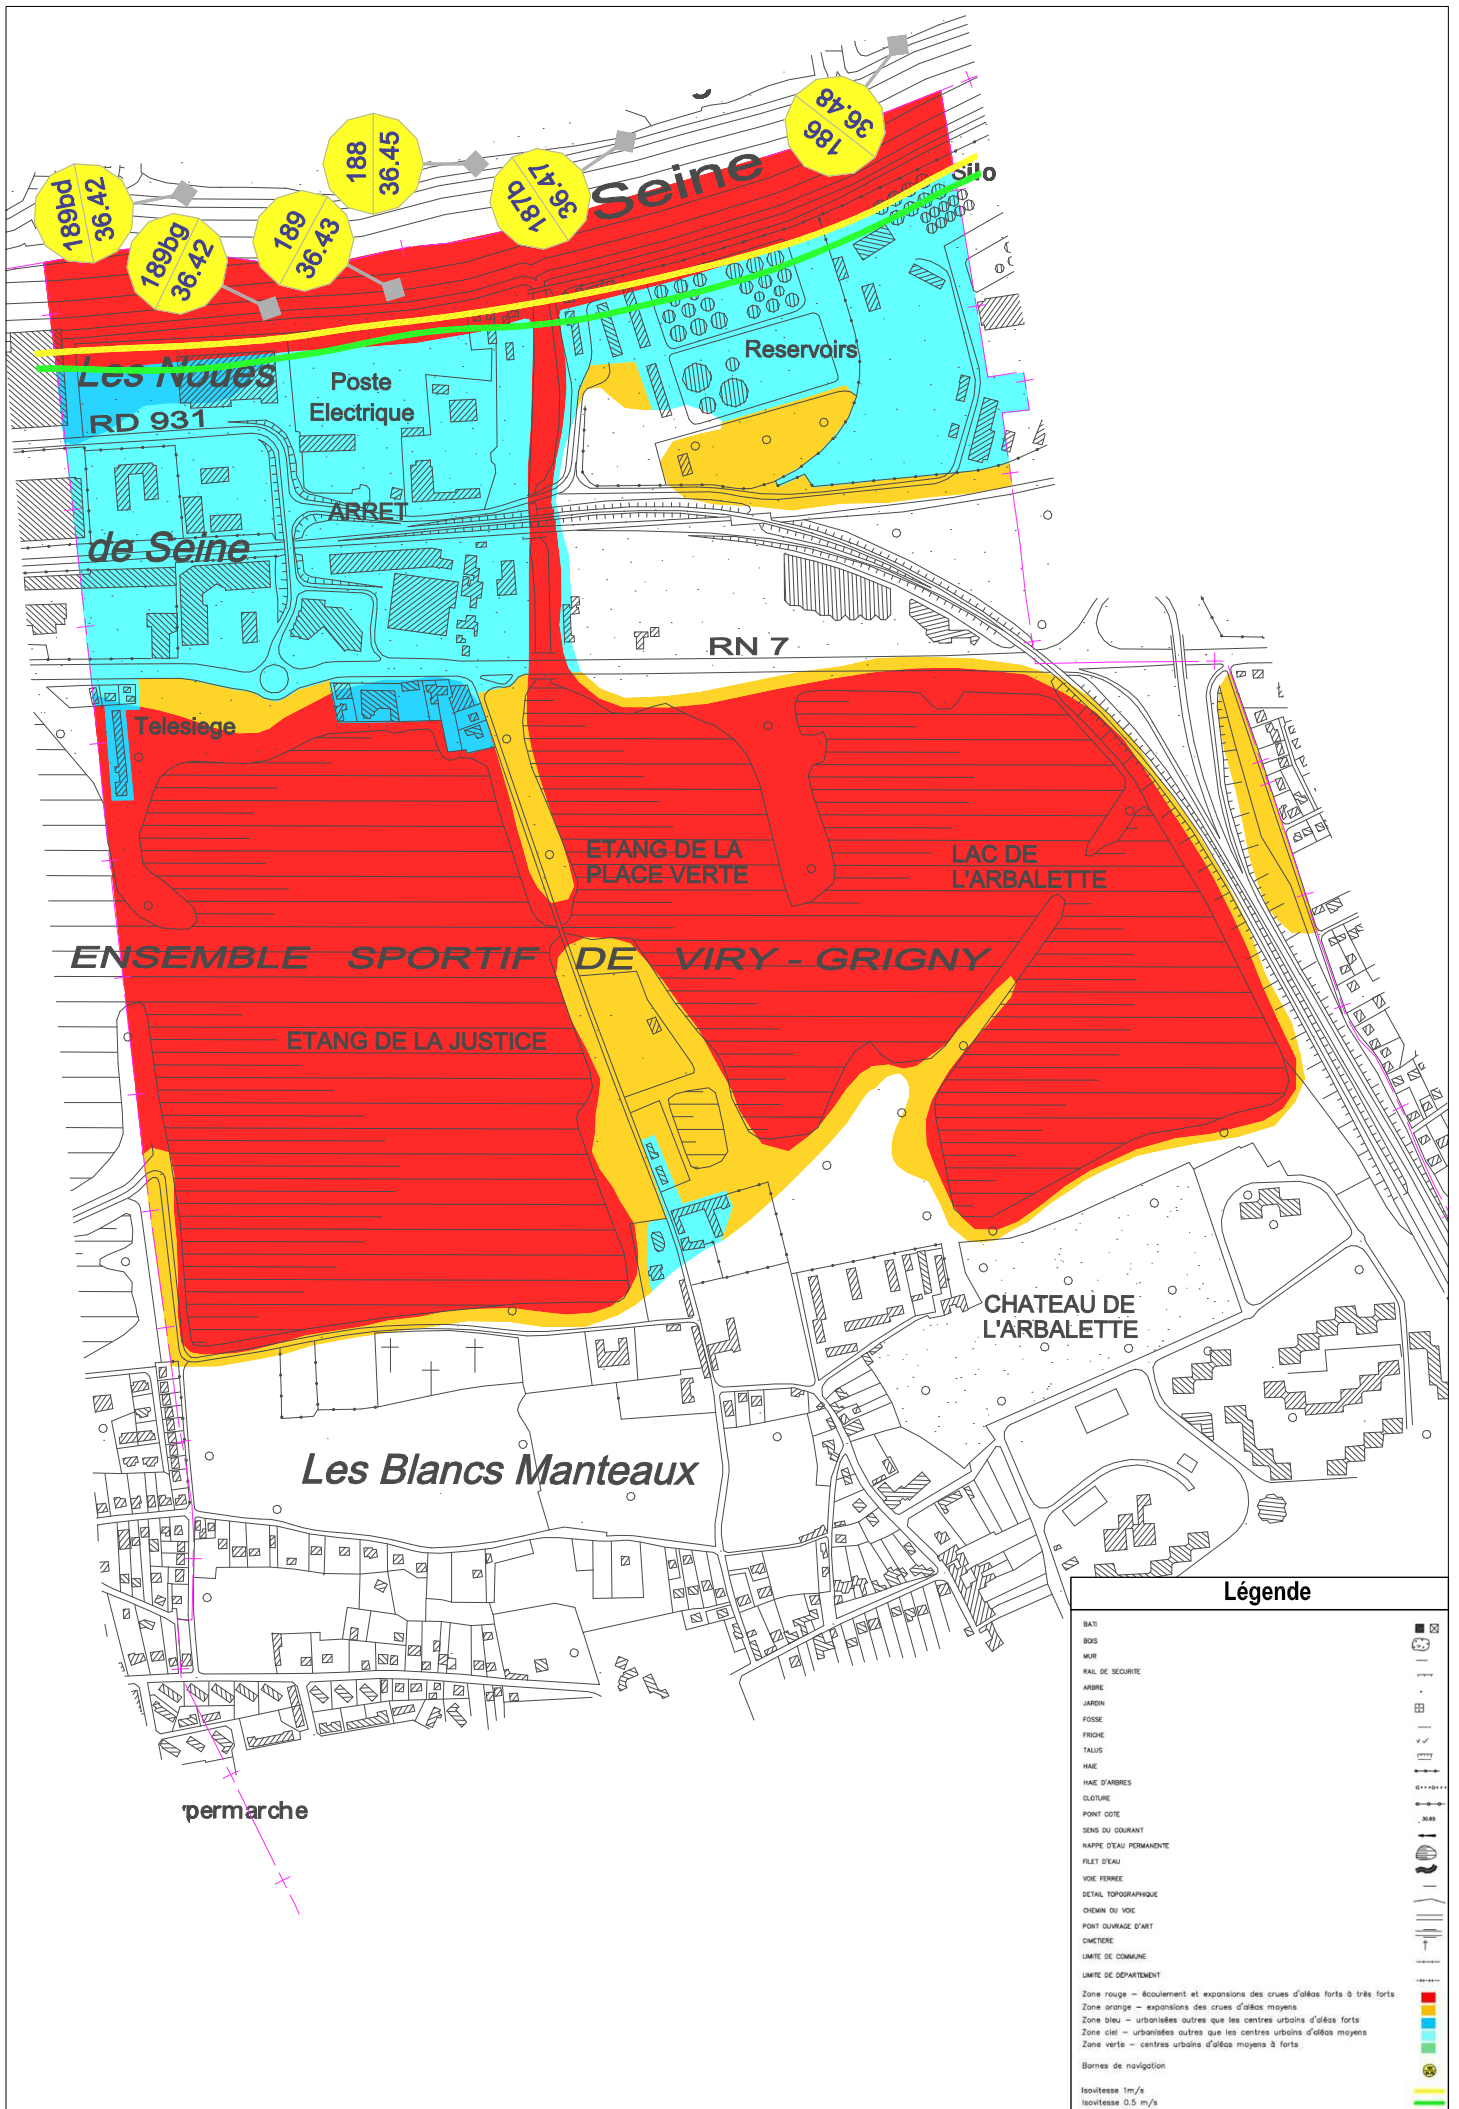 186
36.48
188
36.45
187b
36.47
Seine
Silo
189bd
36.42
189bg
36.42
189
36.43
Les Noues
Poste
Electrique
Reservoirs
RD 931
ARRET
de Seine
RN 7
Telesiege
ETANG DE LA
PLACE VERTE
LAC DE
L'ARBALETTE
ENSEMBLE SPORTIF DE VIRY - GRIGNY
ETANG DE LA JUSTICE
CHATEAU DE
L'ARBALETTE
Les Blancs Manteaux
permarche
Légende
BATI
BOIS
MUR
RAIL DE SECURITE
ARBRE
JARDIN
FOSSE
FRICHE
TALUS
HAIE
HAIE D'ARBRES
CLOTURE
POINT COTE
30.65
SENS DU COURANT
NAPPE D'EAU PERMANENTE
FILET D'EAU
VOIE FERREE
DETAIL TOPOGRAPHIQUE
CHEMIN OU VOIE
PONT OUVRAGE D'ART
CIMETIERE
LIMITE DE COMMUNE
LIMITE DE DÉPARTEMENT
Zone rouge – écoulement et expansions des crues d'aléas forts à très forts
Zone orange – expansions des crues d'aléas moyens
Zone bleu – urbanisées autres que les centres urbains d'aléas forts
Zone ciel – urbanisées autres que les centres urbains d'aléas moyens
Zone verte – centres urbains d'aléas moyens à forts
Bornes de navigation
Isovitesse 1m/s
Isovitesse 0.5 m/s